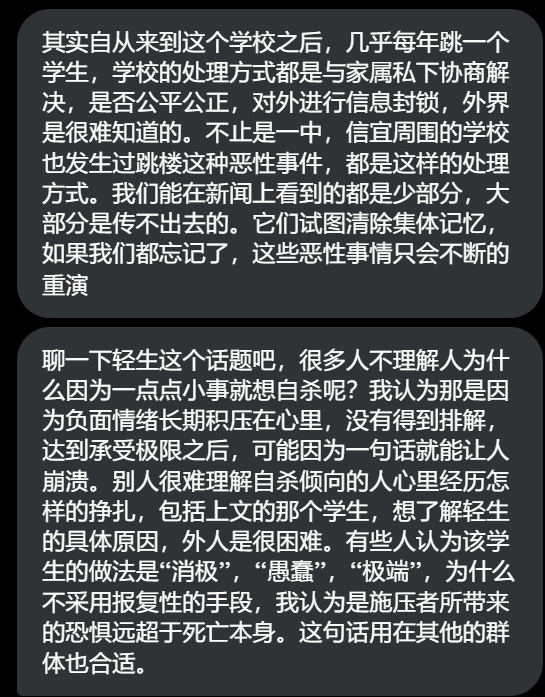 其实自从来到这个学校之后，几乎每年跳一个
学生，学校的处理方式都是与家属私下协商解
决，是否公平公正，对外进行信息封锁，外界
是很难知道的。不止是一中，信宜周围的学校
也发生过跳楼这种恶性事件，都是这样的处理
方式。我们能在新闻上看到的都是少部分，大
部分是传不出去的。它们试图清除集体记忆，
如果我们都忘记了，这些恶性事情只会不断的
重演
聊一下轻生这个话题吧，很多人不理解人为什
么因为一点点小事就想自杀呢？我认为那是因
为负面情绪长期积压在心里，没有得到排解，
达到承受极限之后，可能因为一句话就能让人
崩溃。别人很难理解自杀倾向的人心里经历怎
样的挣扎，包括上文的那个学生，想了解轻生
的具体原因，外人是很困难。有些人认为该学
生的做法是“消极”，“愚蠢”，“极端”，为什么
不采用报复性的手段，我认为是施压者所带来
的恐惧远超于死亡本身。这句话用在其他的群
体也合适。